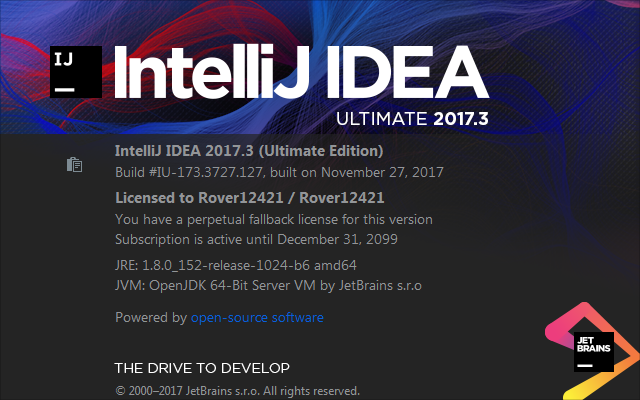 IJ
IntelliJ IDEA
ULTIMATE 2017.3
IntelliJ IDEA 2017.3 (Ultimate Edition)
Build #IU-173.3727.127, built on November 27, 2017
Licensed to Rover12421 / Rover12421
You have a perpetual fallback license for this version
Subscription is active until December 31, 2099
JRE: 1.8.0_152-release-1024-b6 amd64
JVM: OpenJDK 64-Bit Server VM by JetBrains s.r.o
Powered by open-source software
JET
BRAINS
THE DRIVE TO DEVELOP
© 2000–2017 JetBrains s.r.o. All rights reserved.